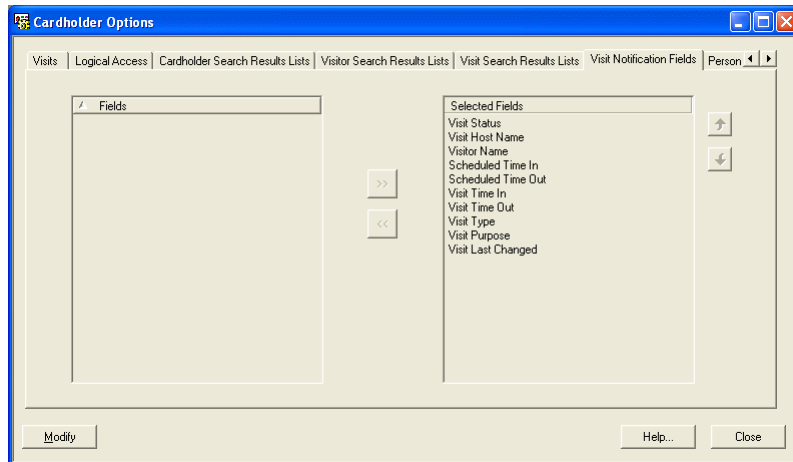 Cardholder Options
Visits Logical Access Cardholder Search Results Lists Visitor Search Results Lists Visit Search Results Lists Visit Notification Fields Person
Fields
Selected Fields
Visit Status
Visit Host Name
Visitor Name
Scheduled Time In
Scheduled Time Out
Visit Time In
Visit Time Out
Visit Type
Visit Purpose
Visit Last Changed
>>
<<
Modify Help... Close